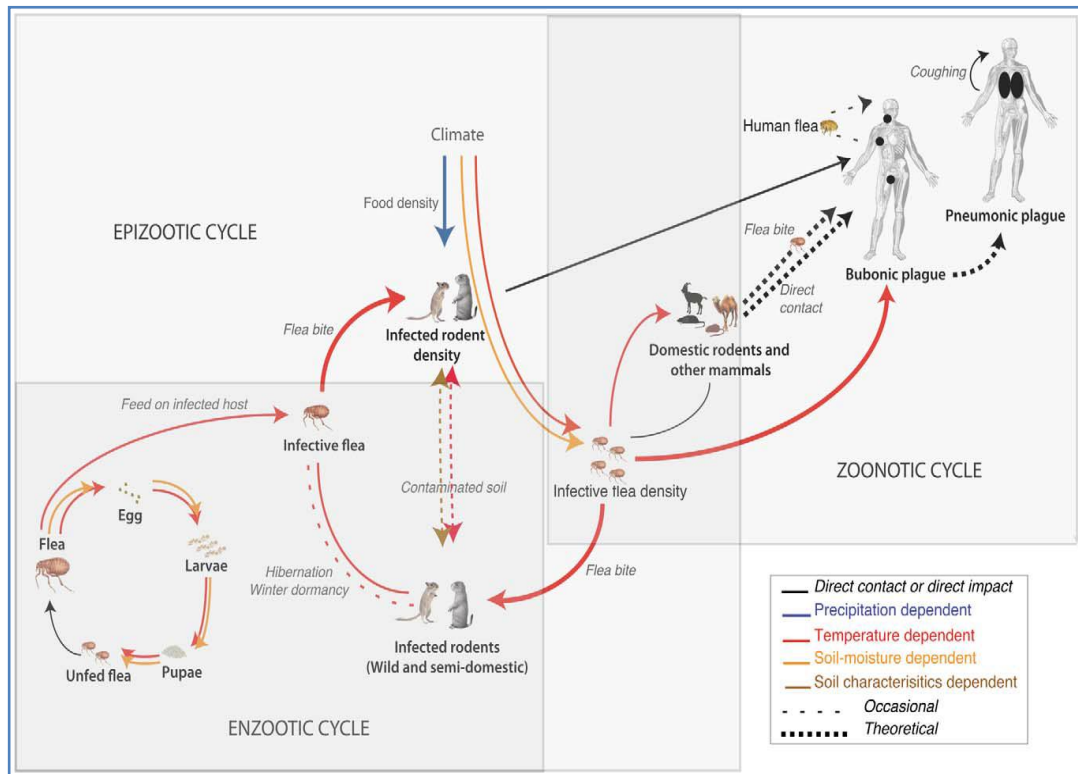 Coughing
Human flea
Climate
Food density
EPIZOOTIC CYCLE
Pneumonic plague
Flea bite
Bubonic plague
Direct
contact
Flea bite
Infected rodent
density
Domestic rodents and
other mammals
Feed on infected host
Infective flea
ZOONOTIC CYCLE
Contaminated soil
Infective flea density
Egg
Flea
Larvae
Hibernation
Winter dormancy
Flea bite
Unfed flea
Pupae
Infected rodents
(Wild and semi-domestic)
ENZOOTIC CYCLE
Direct contact or direct impact
Precipitation dependent
Temperature dependent
Soil-moisture dependent
Soil characterisitics dependent
Occasional
Theoretical